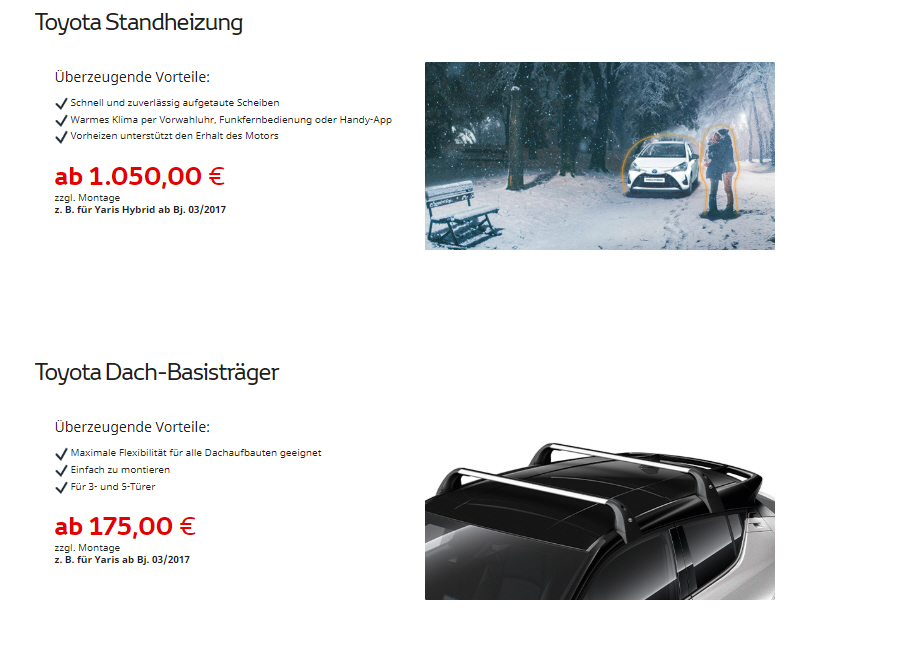 Toyota Standheizung
Überzeugende Vorteile:
Schnell und zuverlässig aufgetaute Scheiben
Warmes Klima per Vorwahluhr, Funkfernbedienung oder Handy-App
Vorheizen unterstützt den Erhalt des Motors
ab 1.050,00 €
zzgl. Montage
z. B. für Yaris Hybrid ab Bj. 03/2017
Toyota Dach-Basisträger
Überzeugende Vorteile:
Maximale Flexibilität für alle Dachaufbauten geeignet
Einfach zu montieren
Für 3- und 5-Türer
ab 175,00 €
zzgl. Montage
z. B. für Yaris ab Bj. 03/2017